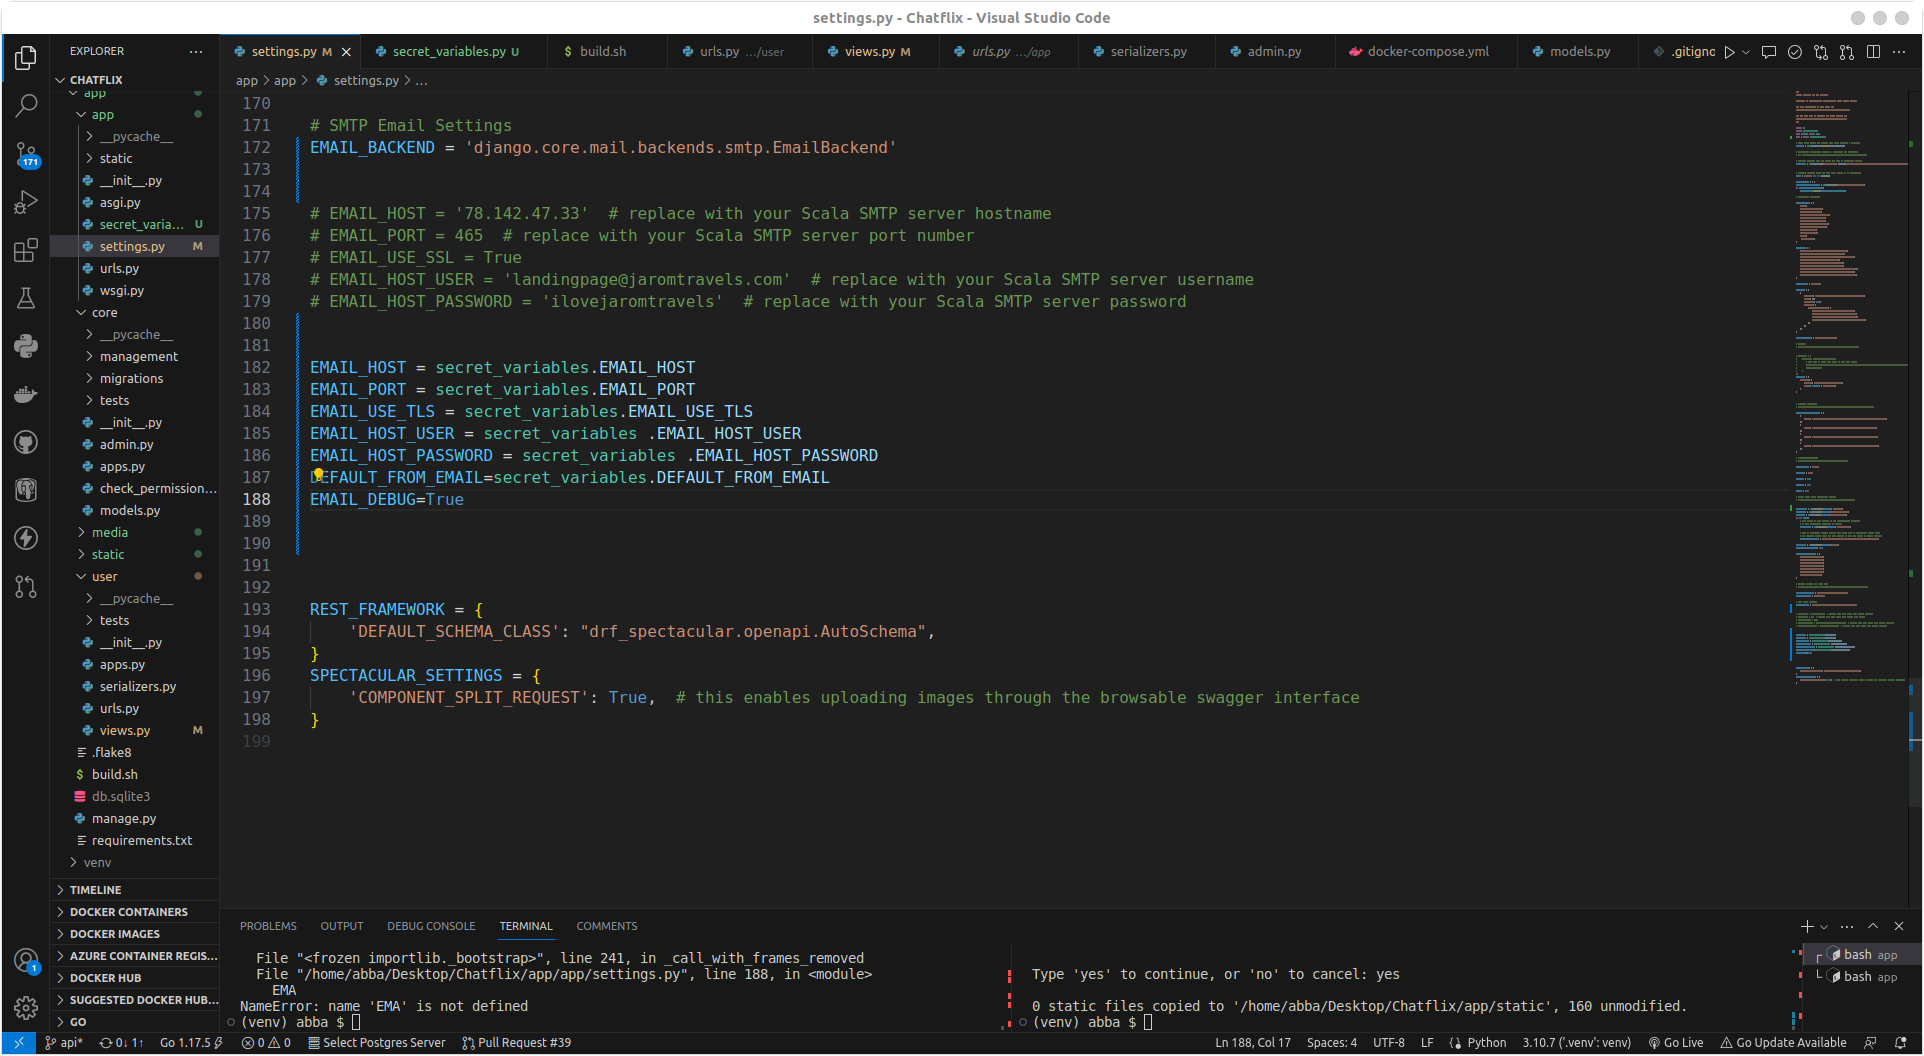 settings.py - Chatflix - Visual Studio Code
EXPLORER
settings.py M
secret_variables.py U
build.sh
urls.py .../user
views.py M
urls.py .../app
serializers.py
admin.py
docker-compose.yml
models.py
.gitigno
CHATFLIX
app > app > settings.py > ...
app
app
__pycache__
static
__init__.py
asgi.py
secret_varia... U
settings.py M
urls.py
wsgi.py
core
__pycache__
management
migrations
tests
__init__.py
admin.py
apps.py
check_permission...
models.py
media
static
user
__pycache__
tests
__init__.py
apps.py
serializers.py
urls.py
views.py M
.flake8
build.sh
db.sqlite3
manage.py
requirements.txt
venv
TIMELINE
DOCKER CONTAINERS
DOCKER IMAGES
AZURE CONTAINER REGIS...
DOCKER HUB
SUGGESTED DOCKER HUB...
GO
171
1
170
171 # SMTP Email Settings
172 EMAIL_BACKEND = 'django.core.mail.backends.smtp.EmailBackend'
173
174
175 # EMAIL_HOST = '78.142.47.33'  # replace with your Scala SMTP server hostname
176 # EMAIL_PORT = 465  # replace with your Scala SMTP server port number
177 # EMAIL_USE_SSL = True
178 # EMAIL_HOST_USER = 'landingpage@jaromtravels.com'  # replace with your Scala SMTP server username
179 # EMAIL_HOST_PASSWORD = 'ilovejaromtravels'  # replace with your Scala SMTP server password
180
181
182 EMAIL_HOST = secret_variables.EMAIL_HOST
183 EMAIL_PORT = secret_variables.EMAIL_PORT
184 EMAIL_USE_TLS = secret_variables.EMAIL_USE_TLS
185 EMAIL_HOST_USER = secret_variables .EMAIL_HOST_USER
186 EMAIL_HOST_PASSWORD = secret_variables .EMAIL_HOST_PASSWORD
187 DEFAULT_FROM_EMAIL=secret_variables.DEFAULT_FROM_EMAIL
188 EMAIL_DEBUG=True
189
190
191
192
193 REST_FRAMEWORK = {
194     'DEFAULT_SCHEMA_CLASS': "drf_spectacular.openapi.AutoSchema",
195 }
196 SPECTACULAR_SETTINGS = {
197     'COMPONENT_SPLIT_REQUEST': True,  # this enables uploading images through the browsable swagger interface
198 }
199
PROBLEMS OUTPUT DEBUG CONSOLE TERMINAL COMMENTS
File "<frozen importlib._bootstrap>", line 241, in _call_with_frames_removed
File "/home/abba/Desktop/Chatflix/app/app/settings.py", line 188, in <module>
EMA
NameError: name 'EMA' is not defined
(venv) abba $
Type 'yes' to continue, or 'no' to cancel: yes
0 static files copied to '/home/abba/Desktop/Chatflix/app/static', 160 unmodified.
(venv) abba $
bash app
bash app
api* 0↓ 1↑ Go 1.17.5 0 0 Select Postgres Server Pull Request #39 Ln 188, Col 17 Spaces: 4 UTF-8 LF Python 3.10.7 ('.venv': venv) Go Live Go Update Available